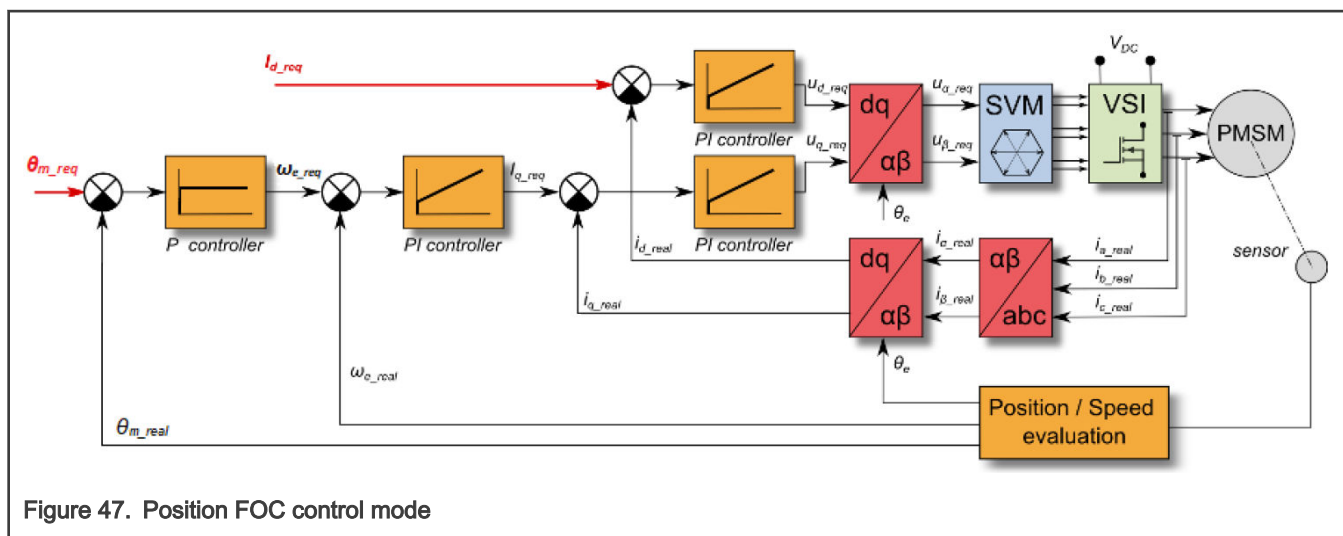 I_d_req
V_DC
u_d_req
u_α_req
dq
SVM
VSI
PMSM
PI controller
u_q_req
u_β_req
αβ
θ_m_req
ω_e_req
I_q_req
P controller
PI controller
PI controller
θ_e
i_d_real
i_α_real
i_a_real
sensor
dq
αβ
i_b_real
i_q_real
i_β_real
i_c_real
αβ
abc
θ_e
ω_e_real
Position / Speed
evaluation
θ_m_real
Figure 47. Position FOC control mode